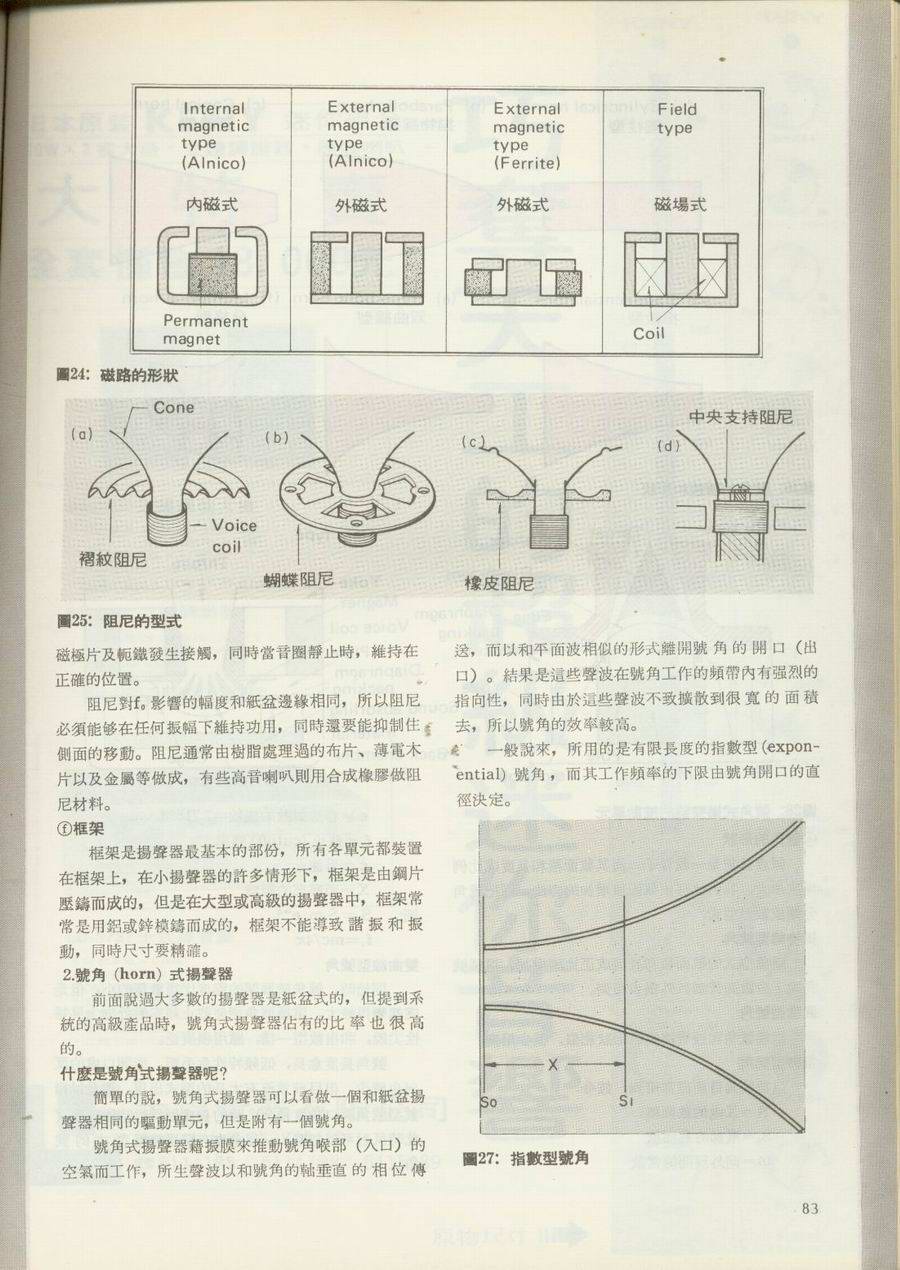 Internal
magnetic
type
(Alnico)
內磁式
Permanent
magnet
External
magnetic
type
(Alnico)
外磁式
External
magnetic
type
(Ferrite)
外磁式
Field
type
磁場式
Coil
圖24：磁路的形狀
(a)
Cone
Voice
coil
褶紋阻尼
(b)
蝴蝶阻尼
(c)
橡皮阻尼
(d)
中央支持阻尼
圖25：阻尼的型式
磁極片及軛鐵發生接觸，同時當音圈靜止時，維持在
正確的位置。
阻尼對f₀影響的幅度和紙盆邊緣相同，所以阻尼
必須能够在任何振幅下維持功用，同時還要能抑制住
側面的移動。阻尼通常由樹脂處理過的布片、薄電木
片以及金屬等做成，有些高音喇叭則用合成橡膠做阻
尼材料。
ⓕ框架
框架是揚聲器最基本的部份，所有各單元都裝置
在框架上，在小揚聲器的許多情形下，框架是由鋼片
壓鑄而成的，但是在大型或高級的揚聲器中，框架常
常是用鋁或鋅模鑄而成的，框架不能導致諧振和振
動，同時尺寸要精確。
2.號角 (horn) 式揚聲器
前面說過大多數的揚聲器是紙盆式的，但提到系
統的高級產品時，號角式揚聲器佔有的比率也很高
的。
什麼是號角式揚聲器呢？
簡單的說，號角式揚聲器可以看做一個和紙盆揚
聲器相同的驅動單元，但是附有一個號角。
號角式揚聲器藉振膜來推動號角喉部（入口）的
空氣而工作，所生聲波以和號角的軸垂直的相位傳
送，而以和平面波相似的形式離開號角的開口（出
口）。結果是這些聲波在號角工作的頻帶內有强烈的
指向性，同時由於這些聲波不致擴散到很寬的面積
去，所以號角的效率較高。
一般說來，所用的是有限長度的指數型(expon-
ential) 號角，而其工作頻率的下限由號角開口的直
徑決定。
X
So
S1
圖27：指數型號角
83